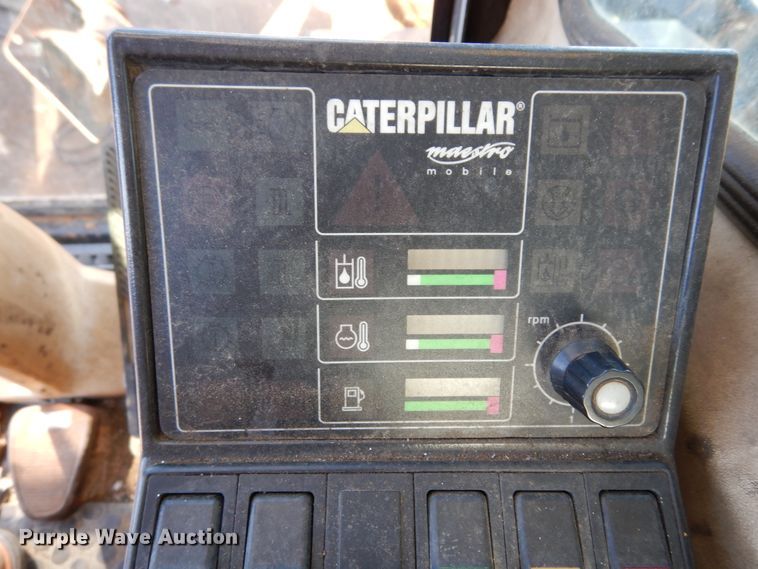 CATERPILLAR®
maestro
mobile
rpm
Purple Wave Auction